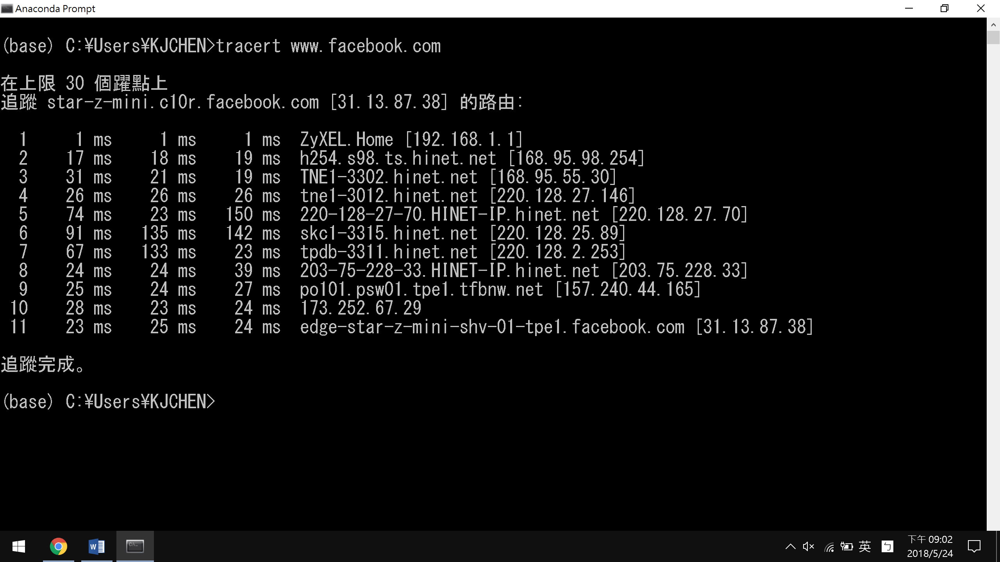 Anaconda Prompt
(base) C:¥Users¥KJCHEN>tracert www.facebook.com
在上限 30 個躍點上
追蹤 star-z-mini.c10r.facebook.com [31.13.87.38] 的路由:
1 1 ms 1 ms 1 ms ZyXEL.Home [192.168.1.1]
2 17 ms 18 ms 19 ms h254.s98.ts.hinet.net [168.95.98.254]
3 31 ms 21 ms 19 ms TNE1-3302.hinet.net [168.95.55.30]
4 26 ms 26 ms 26 ms tne1-3012.hinet.net [220.128.27.146]
5 74 ms 23 ms 150 ms 220-128-27-70.HINET-IP.hinet.net [220.128.27.70]
6 91 ms 135 ms 142 ms skc1-3315.hinet.net [220.128.25.89]
7 67 ms 133 ms 23 ms tpdb-3311.hinet.net [220.128.2.253]
8 24 ms 24 ms 39 ms 203-75-228-33.HINET-IP.hinet.net [203.75.228.33]
9 25 ms 24 ms 27 ms po101.psw01.tpe1.tfbnw.net [157.240.44.165]
10 28 ms 23 ms 24 ms 173.252.67.29
11 23 ms 25 ms 24 ms edge-star-z-mini-shv-01-tpe1.facebook.com [31.13.87.38]
追蹤完成。
(base) C:¥Users¥KJCHEN>
英 ㄅ 下午 09:02
2018/5/24